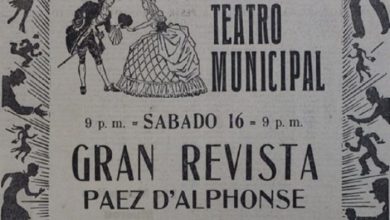 TEATRO
MUNICIPAL
9 p. m. = SABADO 16 = 9 p. m.
GRAN REVISTA
PAEZ D'ALPHONSE